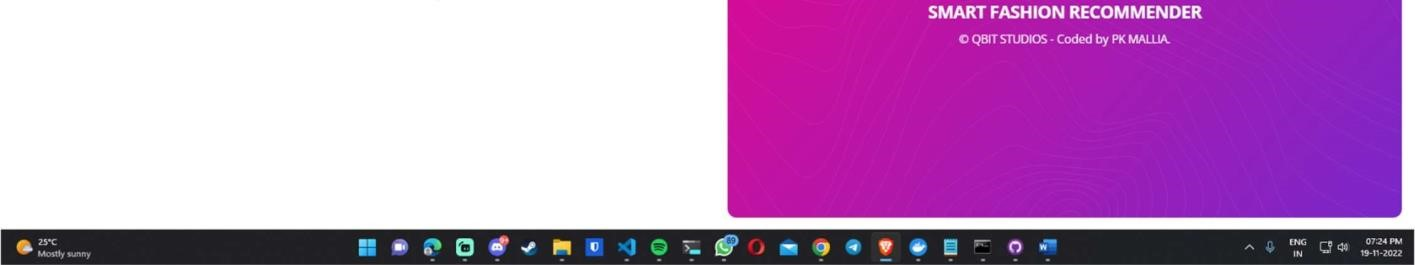 SMART FASHION RECOMMENDER
© QBIT STUDIOS - Coded by PK MALLIA.
25°C
Mostly sunny
89
ENG
IN
07:24 PM
19-11-2022